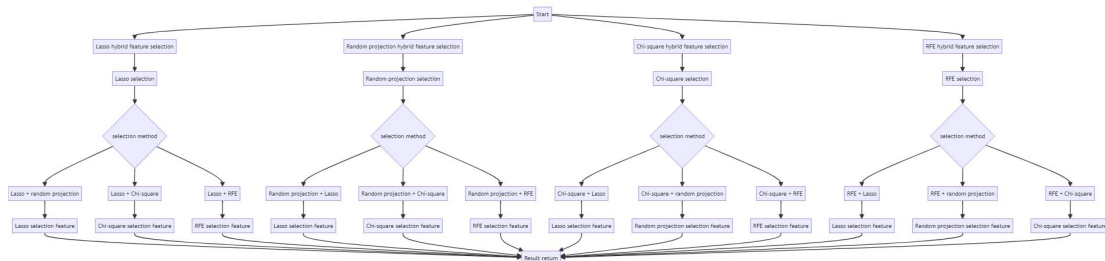 Start
Lasso hybrid feature selection
Random projection hybrid feature selection
Chi-square hybrid feature selection
RFE hybrid feature selection
Lasso selection
Random projection selection
Chi-square selection
RFE selection
selection method
selection method
selection method
selection method
Lasso + random projection
Lasso + Chi-square
Lasso + RFE
Random projection + Lasso
Random projection + Chi-square
Random projection + RFE
Chi-square + Lasso
Chi-square + random projection
Chi-square + RFE
RFE + Lasso
RFE + random projection
RFE + Chi-square
Lasso selection feature
Chi-square selection feature
RFE selection feature
Lasso selection feature
Chi-square selection feature
RFE selection feature
Lasso selection feature
Random projection selection feature
RFE selection feature
Lasso selection feature
Random projection selection feature
Chi-square selection feature
Result return